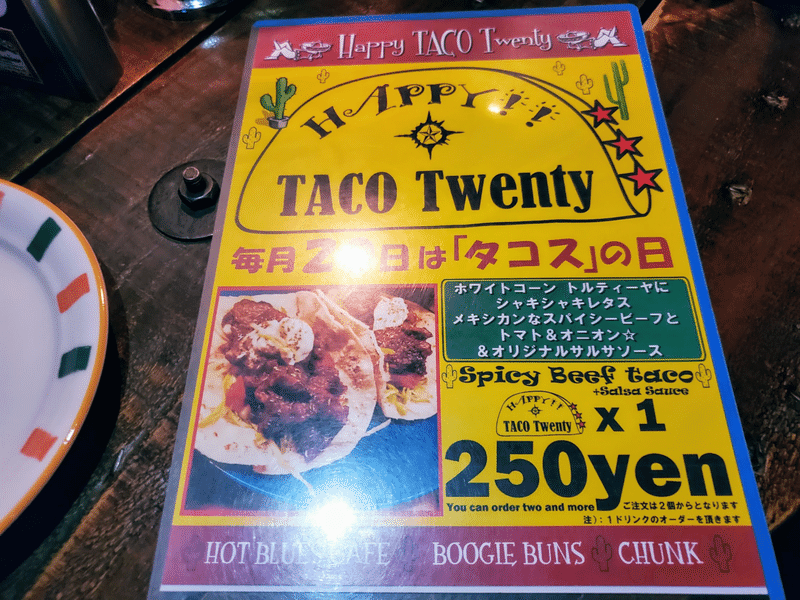 Happy TACO Twenty
HAPPY!!
TACO Twenty
毎月20日は「タコス」の日
ホワイトコーン トルティーヤに
シャキシャキレタス
メキシカンなスパイシービーフと
トマト&オニオン☆
&オリジナルサルサソース
Spicy Beef taco
+Salsa Sauce
HAPPY!!
TACO Twenty
x 1
250yen
You can order two and more
ご注文は2個からとなります
注):1ドリンクのオーダーを頂きます
HOT BLUES CAFE BOOGIE BUNS CHUNK